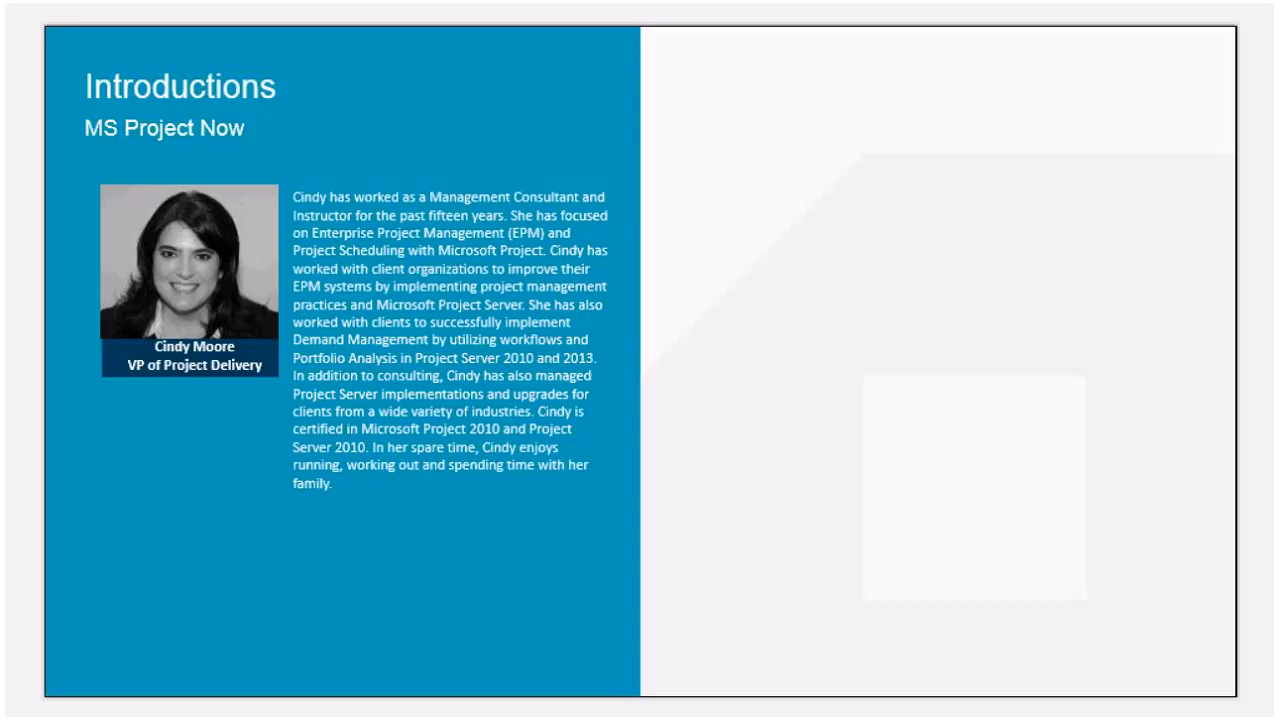 Introductions
MS Project Now
Cindy Moore
VP of Project Delivery
Cindy has worked as a Management Consultant and
Instructor for the past fifteen years. She has focused
on Enterprise Project Management (EPM) and
Project Scheduling with Microsoft Project. Cindy has
worked with client organizations to improve their
EPM systems by implementing project management
practices and Microsoft Project Server. She has also
worked with clients to successfully implement
Demand Management by utilizing workflows and
Portfolio Analysis in Project Server 2010 and 2013.
In addition to consulting, Cindy has also managed
Project Server implementations and upgrades for
clients from a wide variety of industries. Cindy is
certified in Microsoft Project 2010 and Project
Server 2010. In her spare time, Cindy enjoys
running, working out and spending time with her
family.